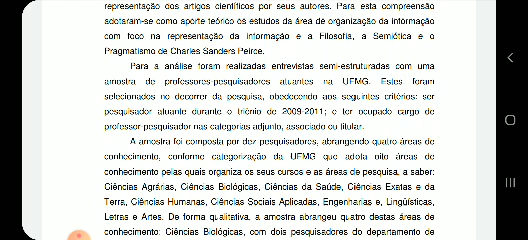 representação dos artigos científicos por seus autores. Para esta compreensão
adotaram-se como aporte teórico os estudos da área de organização da informação
com foco na representação da informação e a Filosofia, a Semiótica e o
Pragmatismo de Charles Sanders Peirce.
Para a análise foram realizadas entrevistas semi-estruturadas com uma
amostra de professores-pesquisadores atuantes na UFMG. Estes foram
selecionados no decorrer da pesquisa, obedecendo aos seguintes critérios: ser
pesquisador atuante durante o triênio de 2009-2011; e ter ocupado cargo de
professor-pesquisador nas categorias adjunto, associado ou titular.
A amostra foi composta por dez pesquisadores, abrangendo quatro áreas de
conhecimento, conforme categorização da UFMG que adota oito áreas de
conhecimento pelas quais organiza os seus cursos e as áreas de pesquisa, a saber:
Ciências Agrárias, Ciências Biológicas, Ciências da Saúde, Ciências Exatas e da
Terra, Ciências Humanas, Ciências Sociais Aplicadas, Engenharias e, Lingüísticas,
Letras e Artes. De forma qualitativa, a amostra abrangeu quatro destas áreas de
conhecimento: Ciências Biológicas, com dois pesquisadores do departamento de